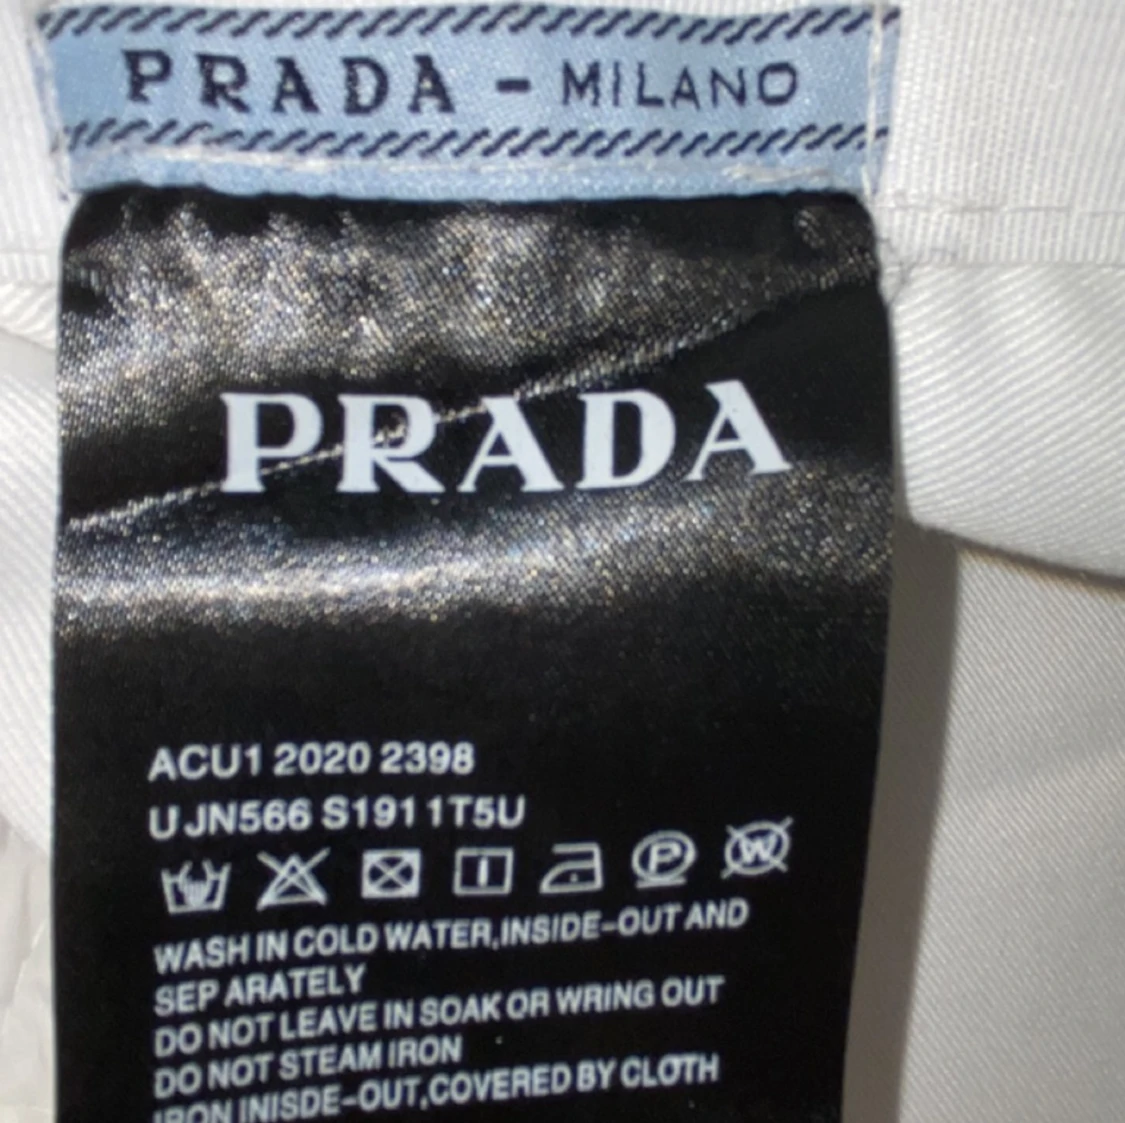 PRADA - MILANO
PRADA
ACU1 2020 2398
UJN566 S191 1T5U
P W
WASH IN COLD WATER,INSIDE-OUT AND
SEP ARATELY
DO NOT LEAVE IN SOAK OR WRING OUT
DO NOT STEAM IRON
IRON INISDE-OUT,COVERED BY CLOTH